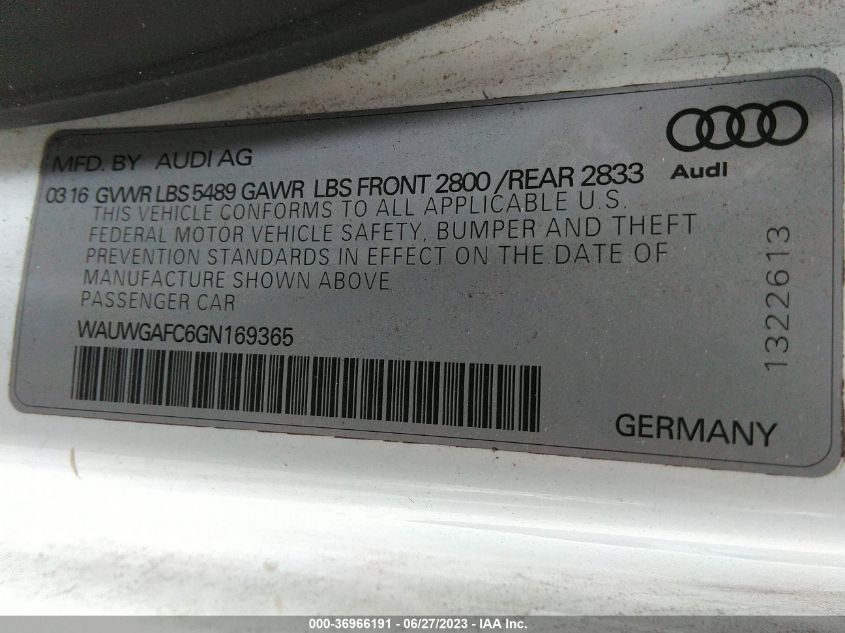 MFD. BY AUDI AG
Audi
03 16 GVWR LBS 5489 GAWR LBS FRONT 2800 /REAR 2833
THIS VEHICLE CONFORMS TO ALL APPLICABLE U.S.
FEDERAL MOTOR VEHICLE SAFETY, BUMPER AND THEFT
PREVENTION STANDARDS IN EFFECT ON THE DATE OF
MANUFACTURE SHOWN ABOVE
PASSENGER CAR
WAUWGAFC6GN169365
1322613
GERMANY
000-36966191 - 06/27/2023 - IAA Inc.